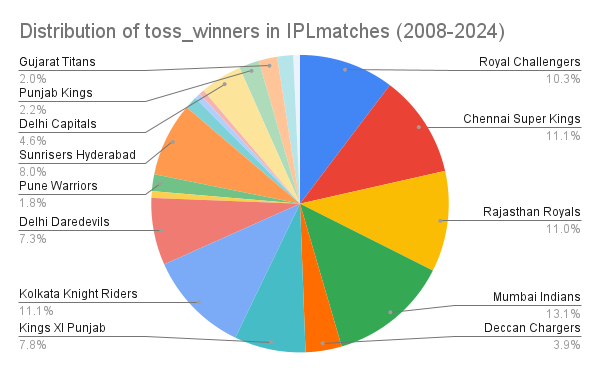 Distribution of toss_winners in IPLmatches (2008-2024)
Gujarat Titans
2.0%
Punjab Kings
2.2%
Delhi Capitals
4.6%
Sunrisers Hyderabad
8.0%
Pune Warriors
1.8%
Delhi Daredevils
7.3%
Kolkata Knight Riders
11.1%
Kings XI Punjab
7.8%
Royal Challengers
10.3%
Chennai Super Kings
11.1%
Rajasthan Royals
11.0%
Mumbai Indians
13.1%
Deccan Chargers
3.9%